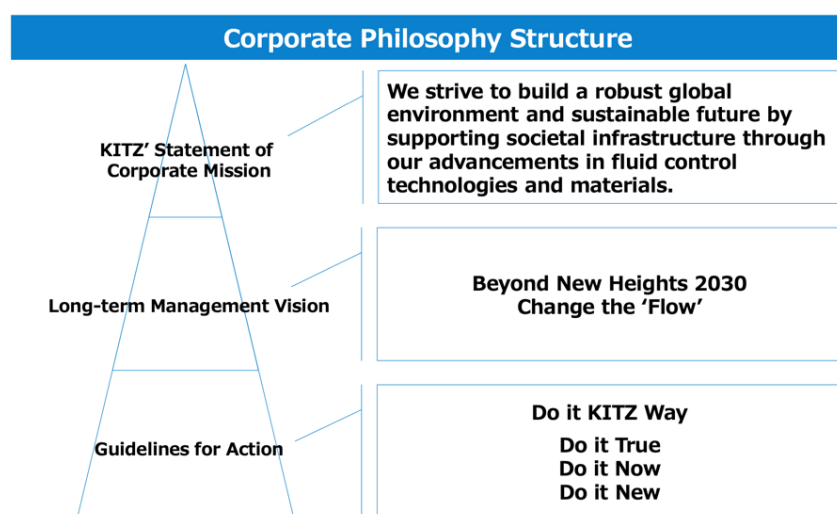 Corporate Philosophy Structure
KITZ’ Statement of
Corporate Mission
We strive to build a robust global
environment and sustainable future by
supporting societal infrastructure through
our advancements in fluid control
technologies and materials.
Long-term Management Vision
Beyond New Heights 2030
Change the ‘Flow’
Guidelines for Action
Do it KITZ Way
Do it True
Do it Now
Do it New